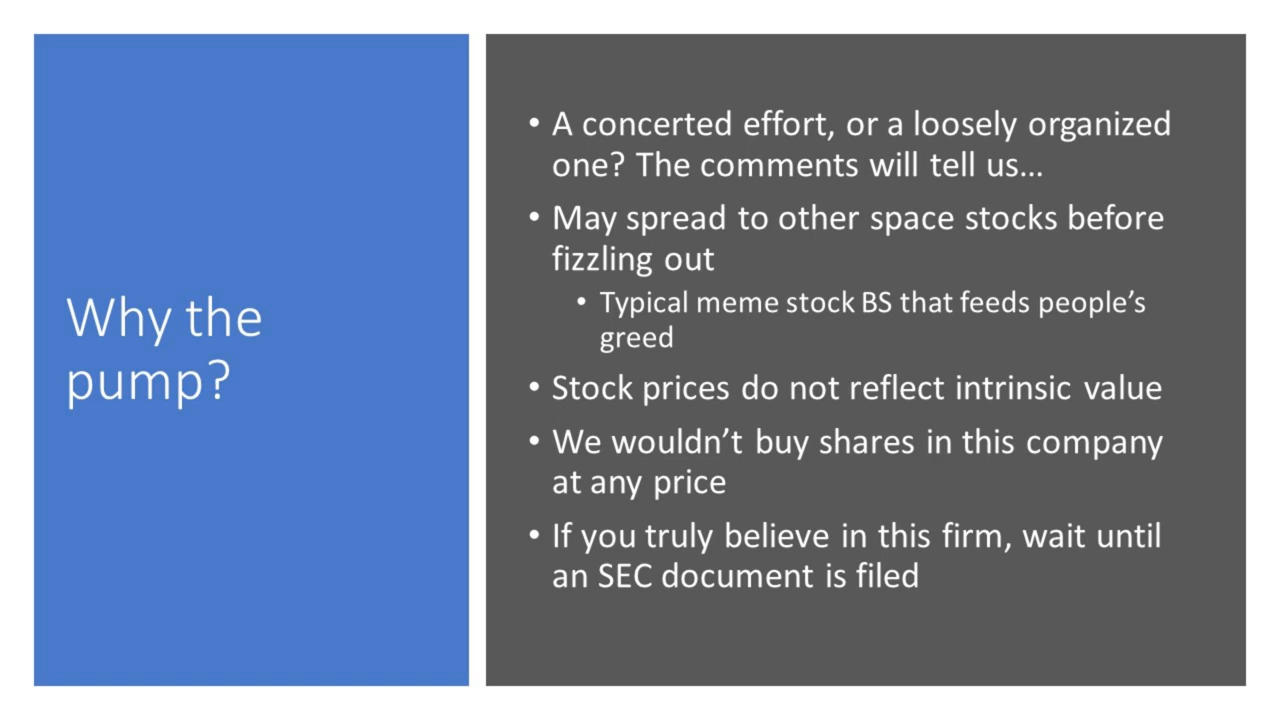 Why the
pump?
• A concerted effort, or a loosely organized
one? The comments will tell us...
• May spread to other space stocks before
fizzling out
• Typical meme stock BS that feeds people’s
greed
• Stock prices do not reflect intrinsic value
• We wouldn’t buy shares in this company
at any price
• If you truly believe in this firm, wait until
an SEC document is filed